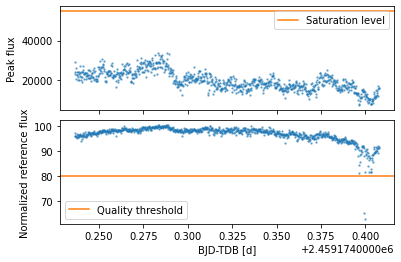 Saturation level
40000
20000
Peak flux
100
90
80
70
Normalized reference flux
Quality threshold
0.250 0.275 0.300 0.325 0.350 0.375 0.400
BJD-TDB [d]
+2.4591740000e6